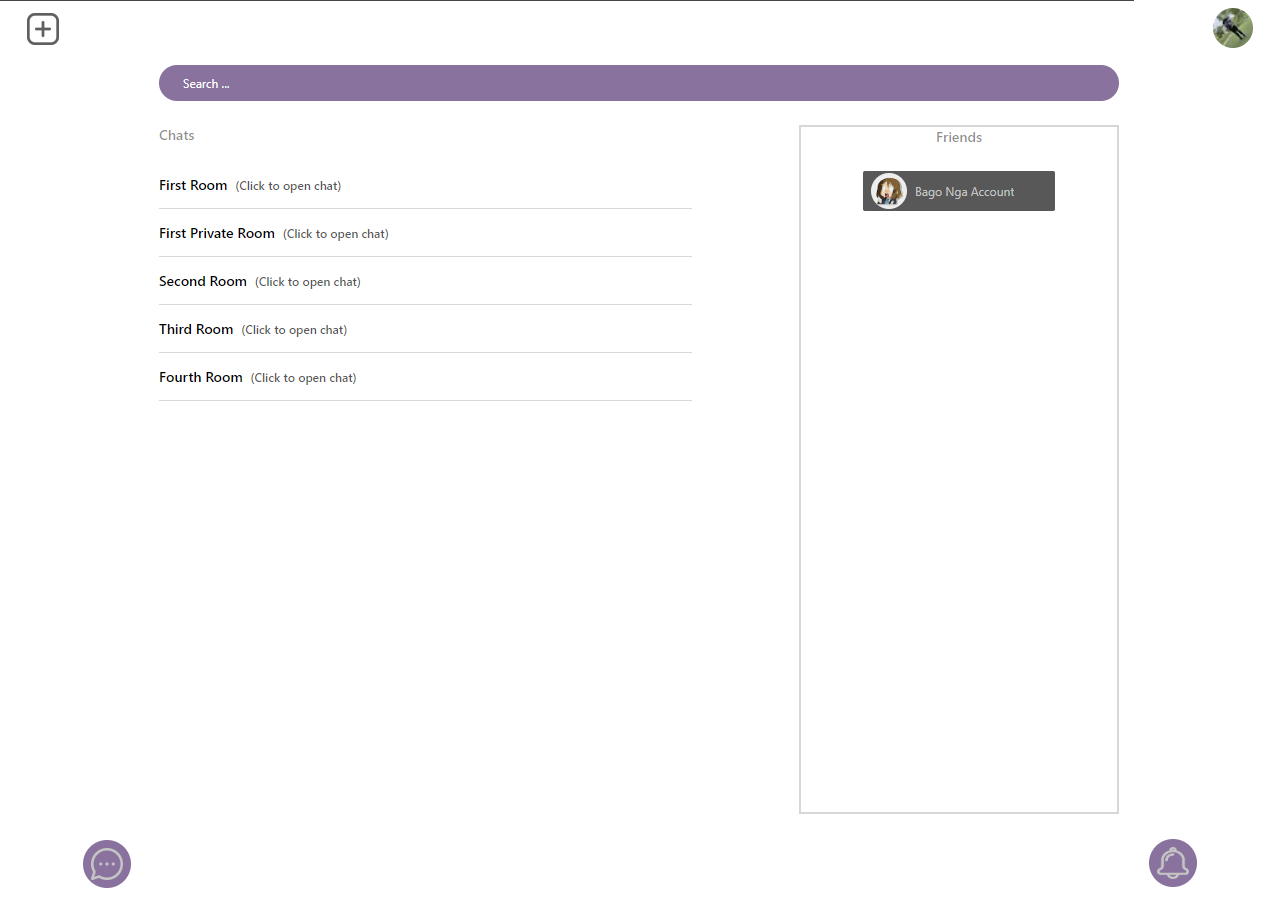 Search ...
Chats
Friends
First Room (Click to open chat)
Bago Nga Account
First Private Room (Click to open chat)
Second Room (Click to open chat)
Third Room (Click to open chat)
Fourth Room (Click to open chat)